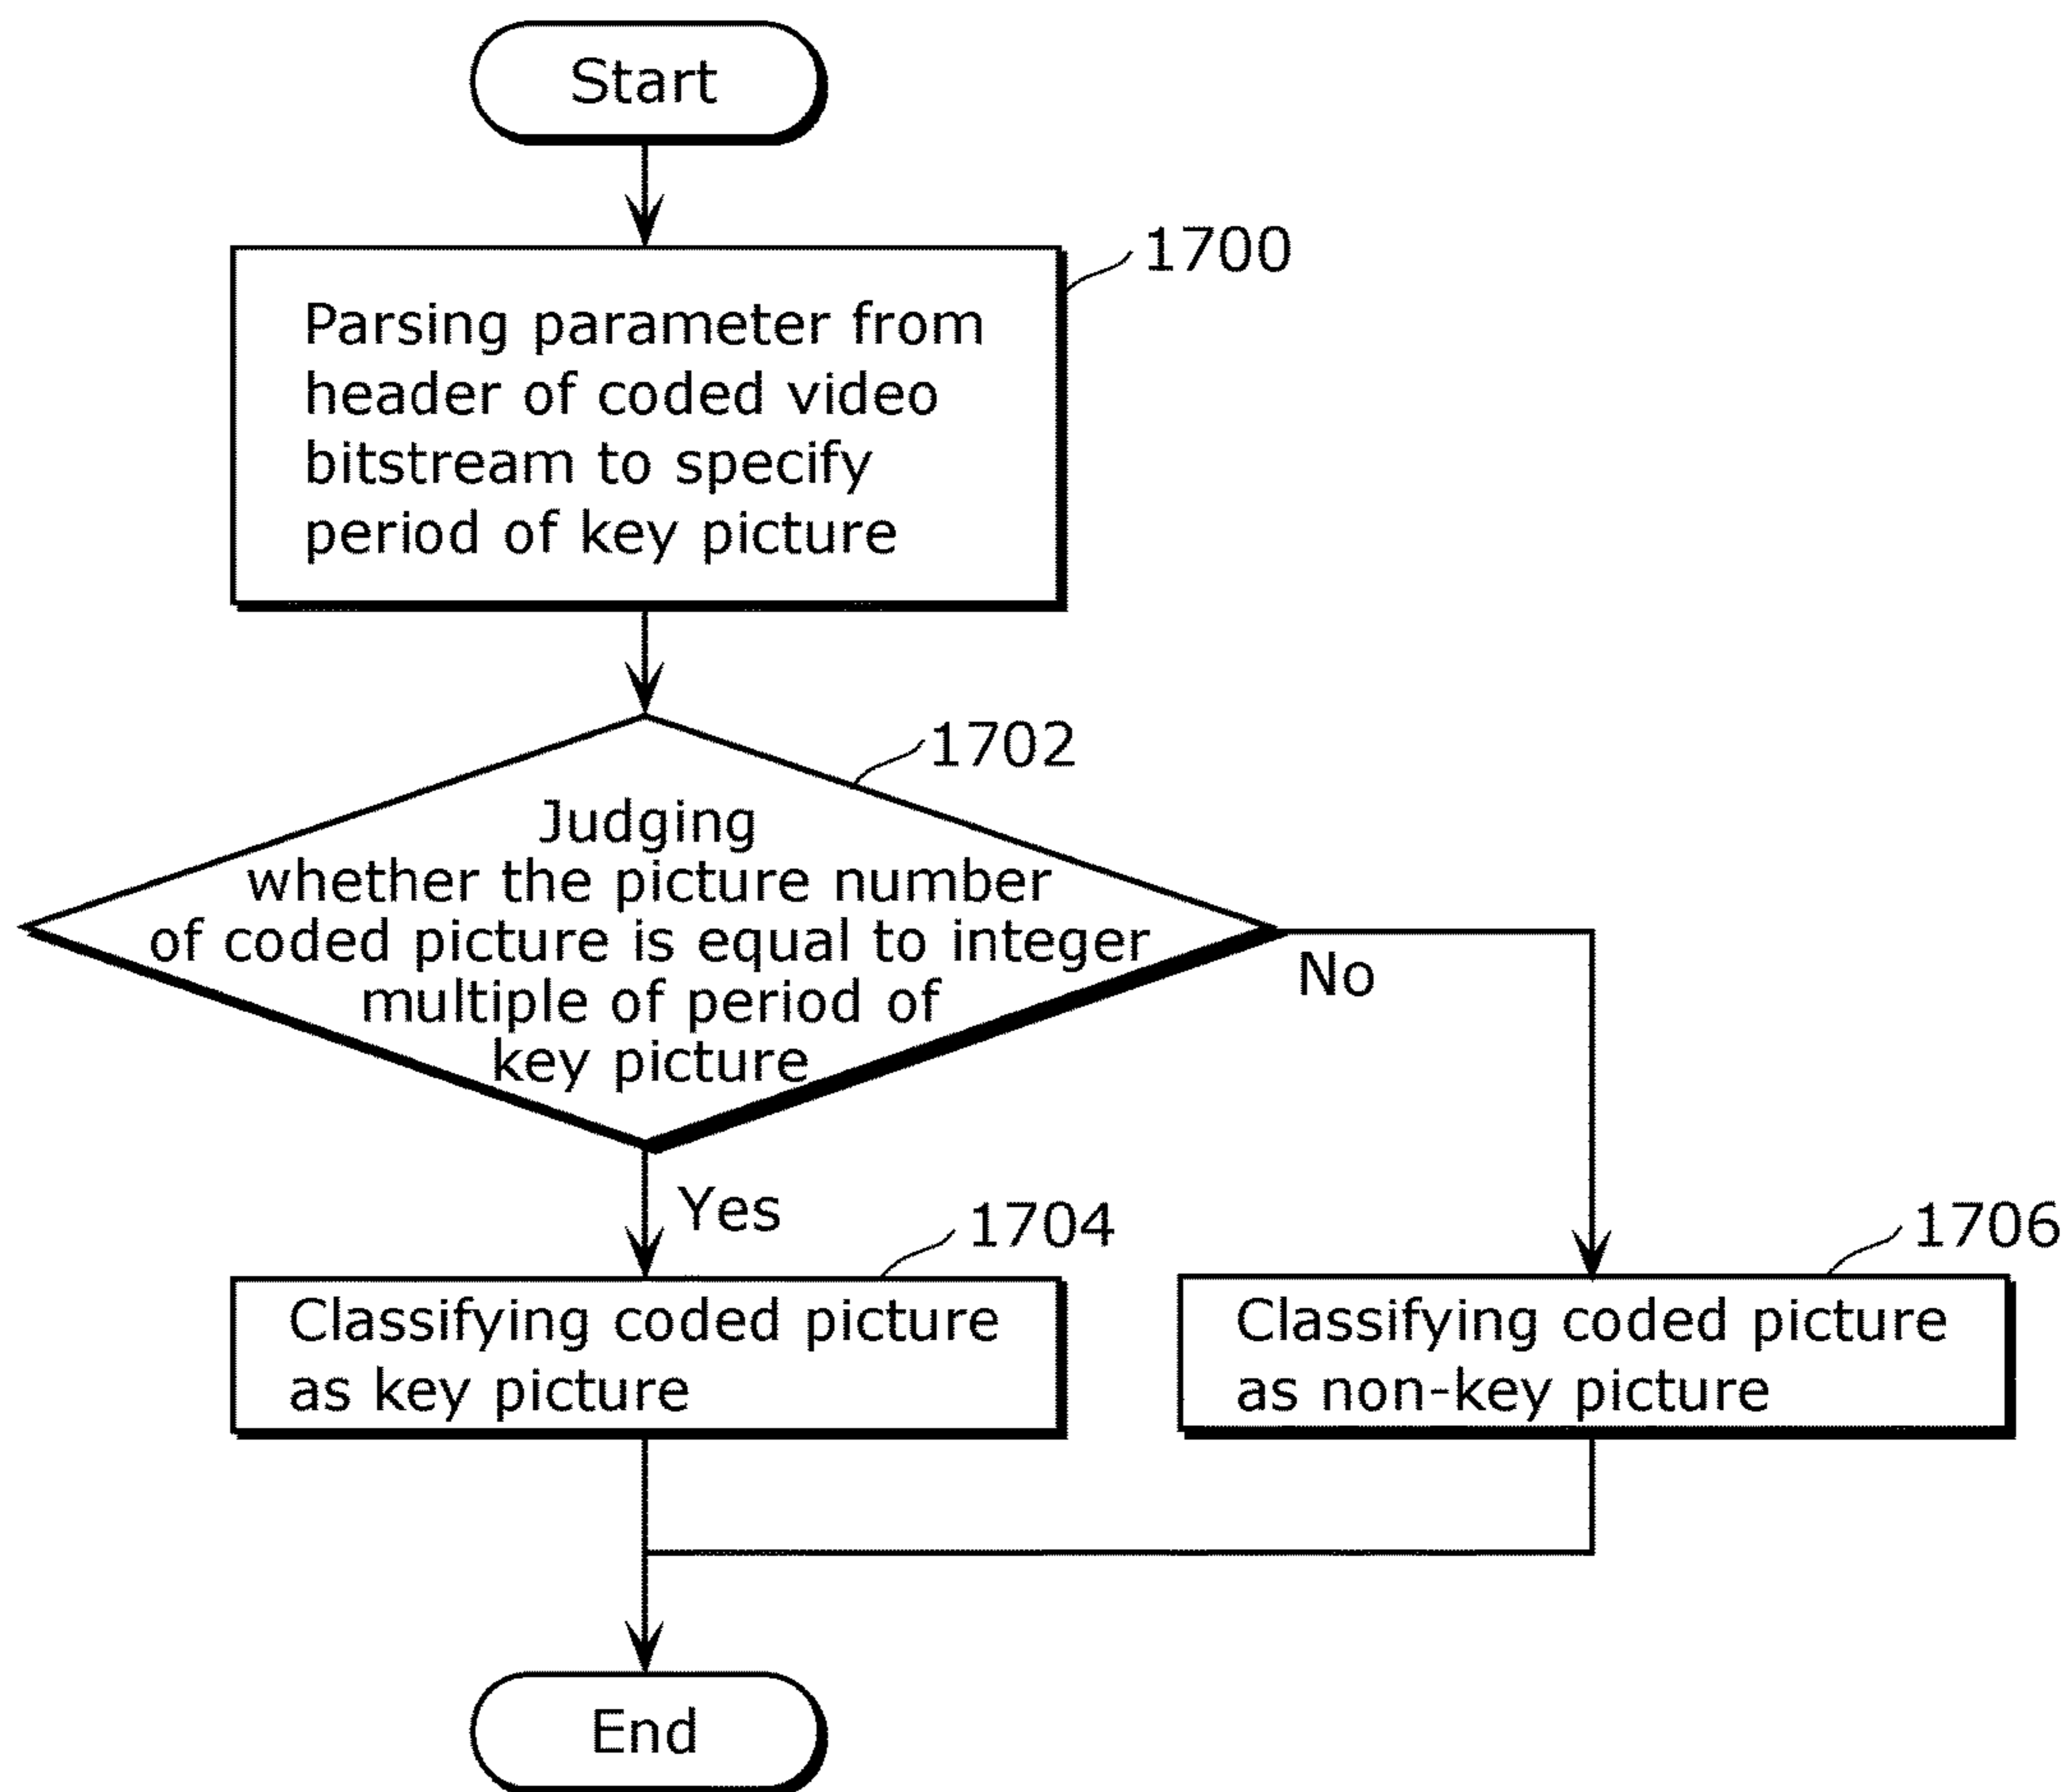 Start
1700
Parsing parameter from
header of coded video
bitstream to specify
period of key picture
1702
Judging
whether the picture number
of coded picture is equal to integer
multiple of period of
key picture
No
Yes
1704
Classifying coded picture
as key picture
1706
Classifying coded picture
as non-key picture
End